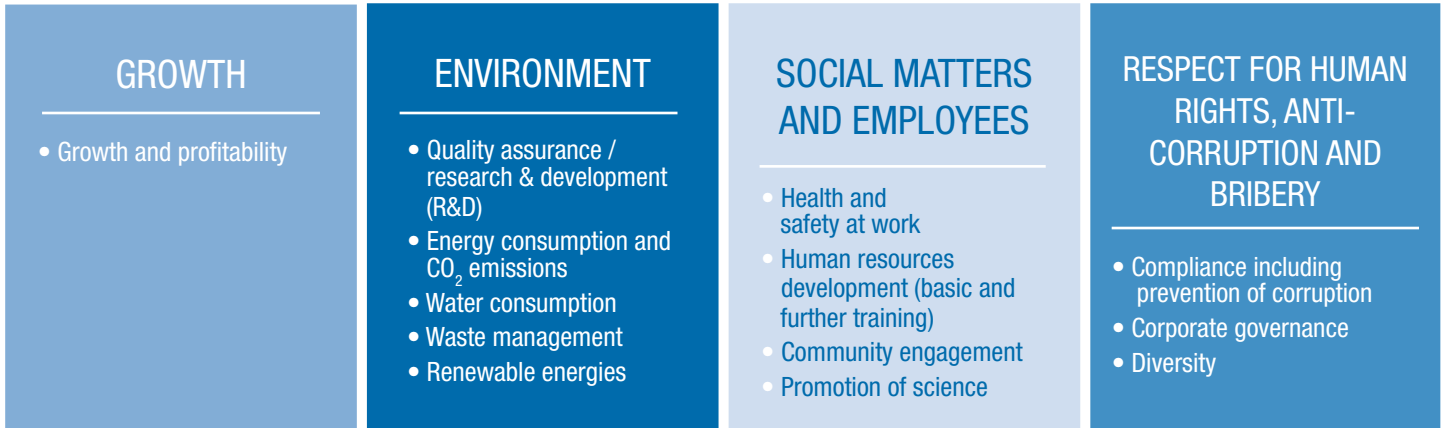 GROWTH
• Growth and profitability
ENVIRONMENT
• Quality assurance /
research & development
(R&D)
• Energy consumption and
CO₂ emissions
• Water consumption
• Waste management
• Renewable energies
SOCIAL MATTERS
AND EMPLOYEES
• Health and
safety at work
• Human resources
development (basic and
further training)
• Community engagement
• Promotion of science
RESPECT FOR HUMAN
RIGHTS, ANTI-
CORRUPTION AND
BRIBERY
• Compliance including
prevention of corruption
• Corporate governance
• Diversity